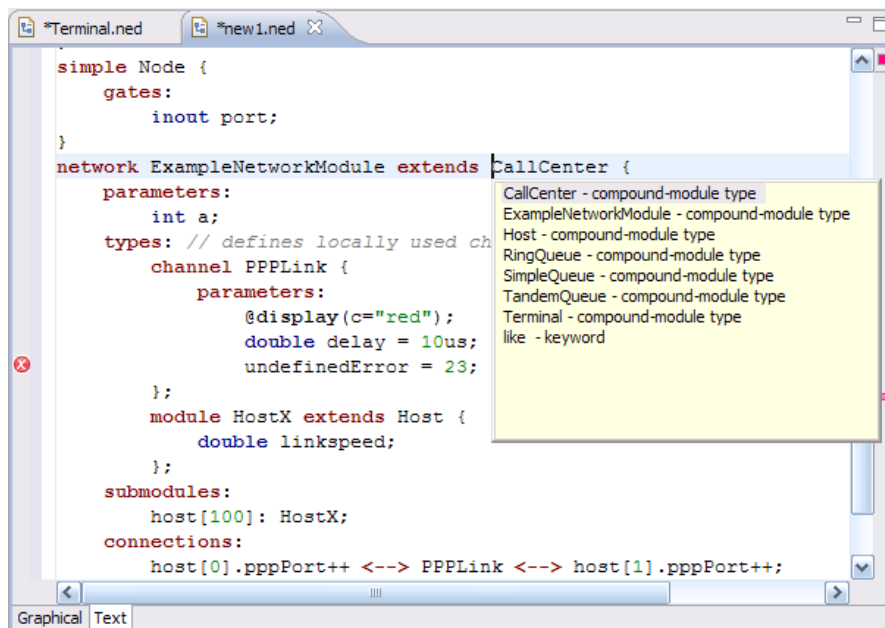 *Terminal.ned
*new1.ned
simple Node {
    gates:
        inout port;
}
network ExampleNetworkModule extends CallCenter {
    parameters:
        int a;
    types: // defines locally used ch
        channel PPPLink {
            parameters:
                @display(c="red");
                double delay = 10us;
                undefinedError = 23;
        };
        module HostX extends Host {
            double linkspeed;
        };
    submodules:
        host[100]: HostX;
    connections:
        host[0].pppPort++ <--> PPPLink <--> host[1].pppPort++;
CallCenter - compound-module type
ExampleNetworkModule - compound-module type
Host - compound-module type
RingQueue - compound-module type
SimpleQueue - compound-module type
TandemQueue - compound-module type
Terminal - compound-module type
like - keyword
Graphical Text